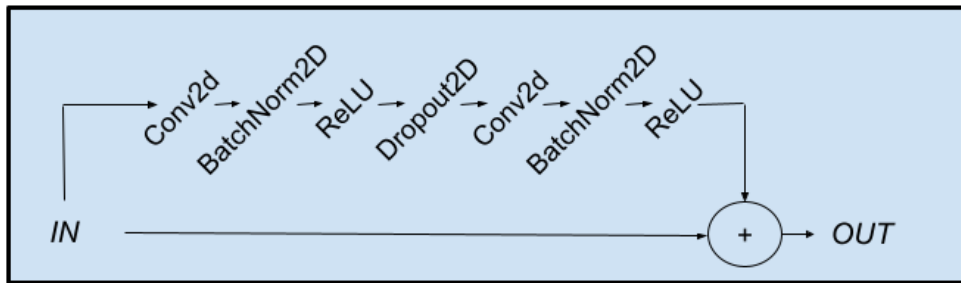 Conv2d
BatchNorm2D
ReLU
Dropout2D
Conv2d
BatchNorm2D
ReLU
IN
+
OUT